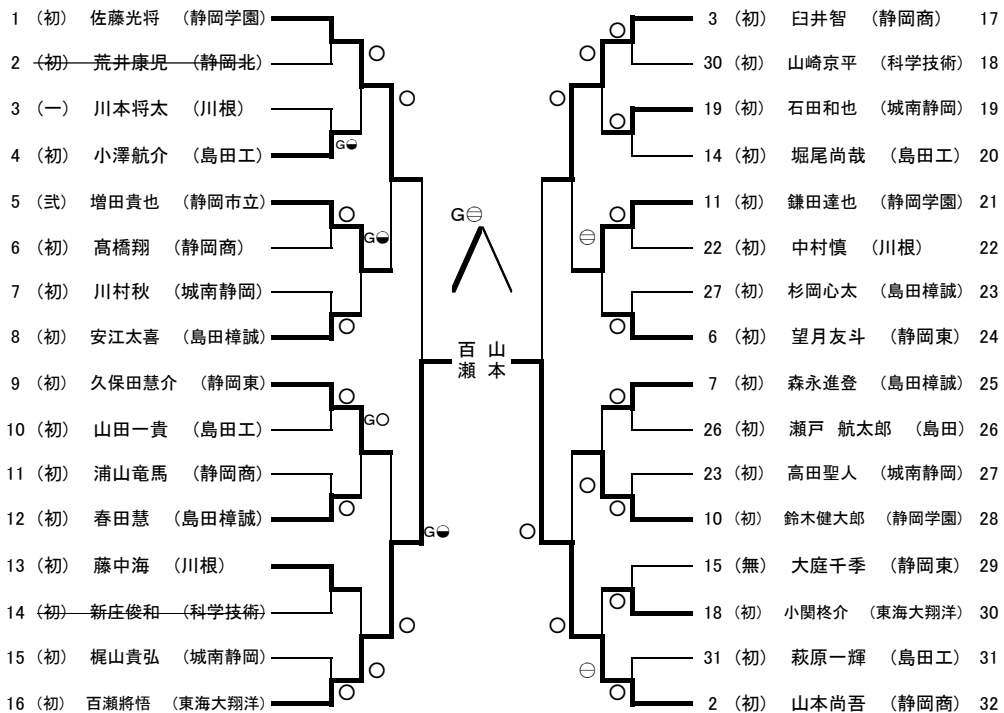 1 (初) 佐藤光将 (静岡学園)
2 (初) 荒井康児 (静岡北)
3 (一) 川本将太 (川根)
4 (初) 小澤航介 (島田工)
5 (弐) 増田貴也 (静岡市立)
6 (初) 髙橋翔 (静岡商)
7 (初) 川村秋 (城南静岡)
8 (初) 安江太喜 (島田樟誠)
9 (初) 久保田慧介 (静岡東)
10 (初) 山田一貴 (島田工)
11 (初) 浦山竜馬 (静岡商)
12 (初) 春田慧 (島田樟誠)
13 (初) 藤中海 (川根)
14 (初) 新庄俊和 (科学技術)
15 (初) 梶山貴弘 (城南静岡)
16 (初) 百瀬將悟 (東海大翔洋)
○
○
G◒
○
G◒
○
○
G○
○
G◒
○
○
○
G㊂
百瀬
山本
○
○
○
○
○
㊂
○
○
○
○
○
○
○
○
㊀
○
3 (初) 臼井智 (静岡商) 17
30 (初) 山崎京平 (科学技術) 18
19 (初) 石田和也 (城南静岡) 19
14 (初) 堀尾尚哉 (島田工) 20
11 (初) 鎌田達也 (静岡学園) 21
22 (初) 中村慎 (川根) 22
27 (初) 杉岡心太 (島田樟誠) 23
6 (初) 望月友斗 (静岡東) 24
7 (初) 森永進登 (島田樟誠) 25
26 (初) 瀬戸 航太郎 (島田) 26
23 (初) 高田聖人 (城南静岡) 27
10 (初) 鈴木健大郎 (静岡学園) 28
15 (無) 大庭千季 (静岡東) 29
18 (初) 小関柊介 (東海大翔洋) 30
31 (初) 萩原一輝 (島田工) 31
2 (初) 山本尚吾 (静岡商) 32